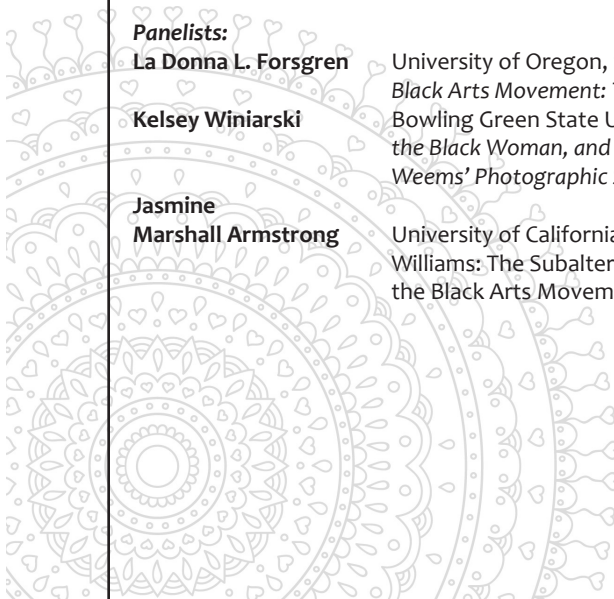 Panelists:
La Donna L. Forsgren University of Oregon,
Black Arts Movement:
Kelsey Winiarski Bowling Green State U
the Black Woman, and
Weems’ Photographic
Jasmine
Marshall Armstrong University of California
Williams: The Subalter
the Black Arts Movem